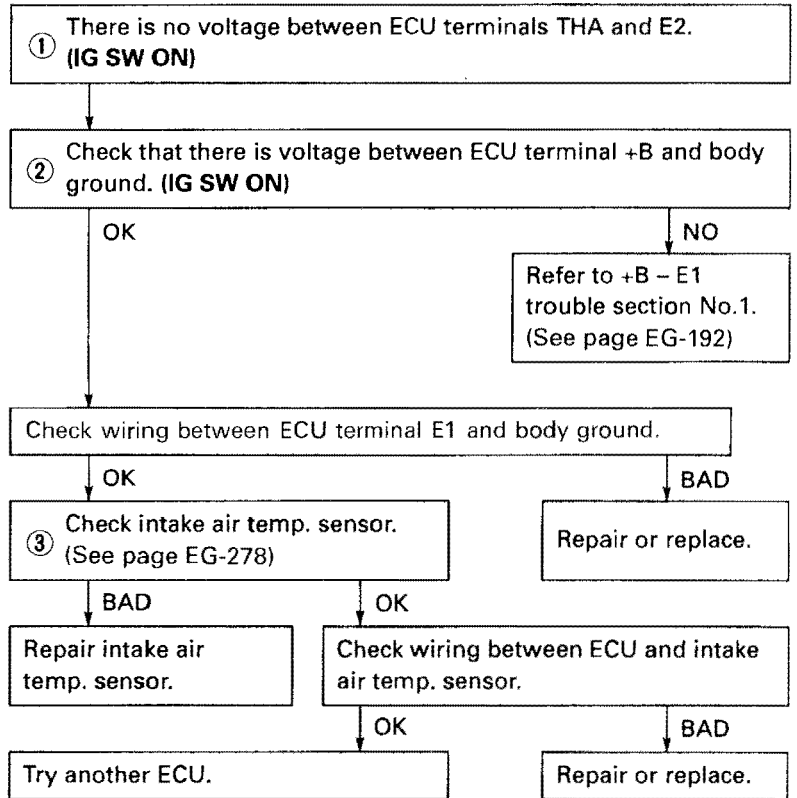 ① There is no voltage between ECU terminals THA and E2.
(IG SW ON)
② Check that there is voltage between ECU terminal +B and body
ground. (IG SW ON)
OK
NO
Refer to +B – E1
trouble section No.1.
(See page EG-192)
Check wiring between ECU terminal E1 and body ground.
OK
BAD
③ Check intake air temp. sensor.
(See page EG-278)
Repair or replace.
BAD
OK
Repair intake air
temp. sensor.
Check wiring between ECU and intake
air temp. sensor.
OK
BAD
Try another ECU.
Repair or replace.